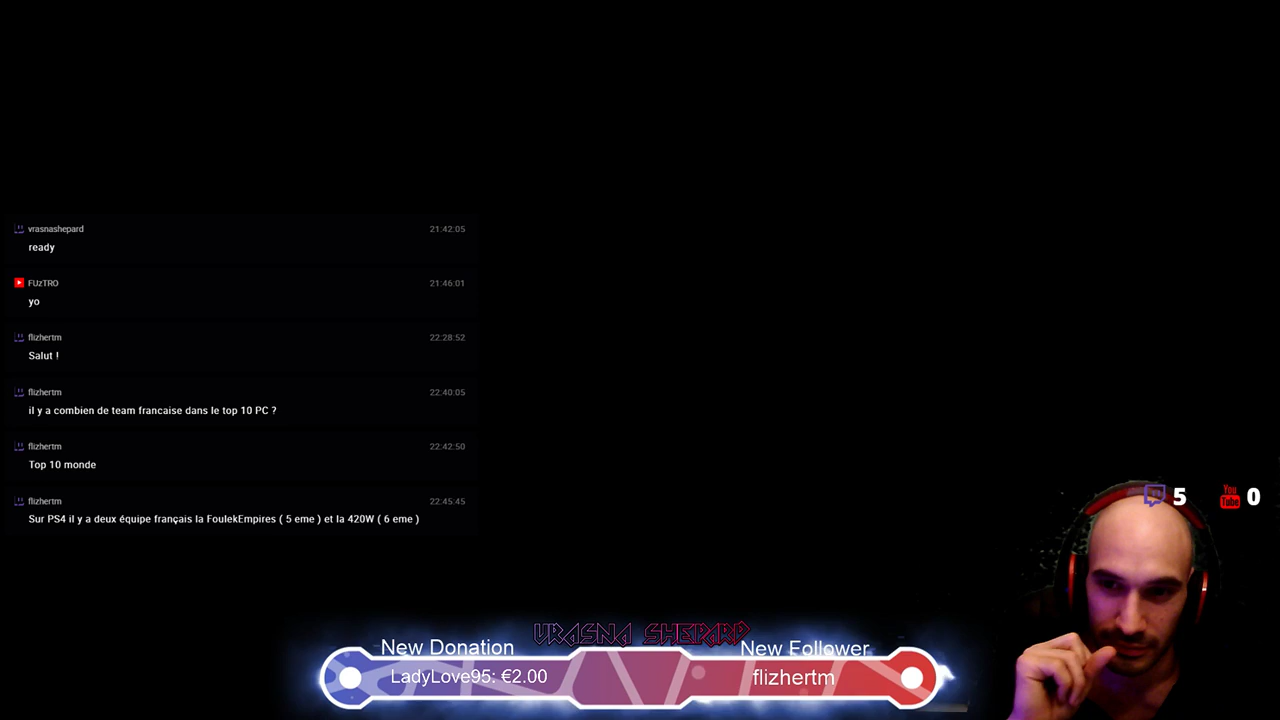 vrasnashepard 21:42:05
ready
FUzTRO 21:46:01
yo
flizhertm 22:28:52
Salut !
flizhertm 22:40:05
il y a combien de team francaise dans le top 10 PC ?
flizhertm 22:42:50
Top 10 monde
flizhertm 22:45:45
Sur PS4 il y a deux équipe français la FoulekEmpires ( 5 eme ) et la 420W ( 6 eme )
5 You Tube 0
VRASNA SHEPARD
New Donation New Follower
LadyLove95: €2.00 flizhertm